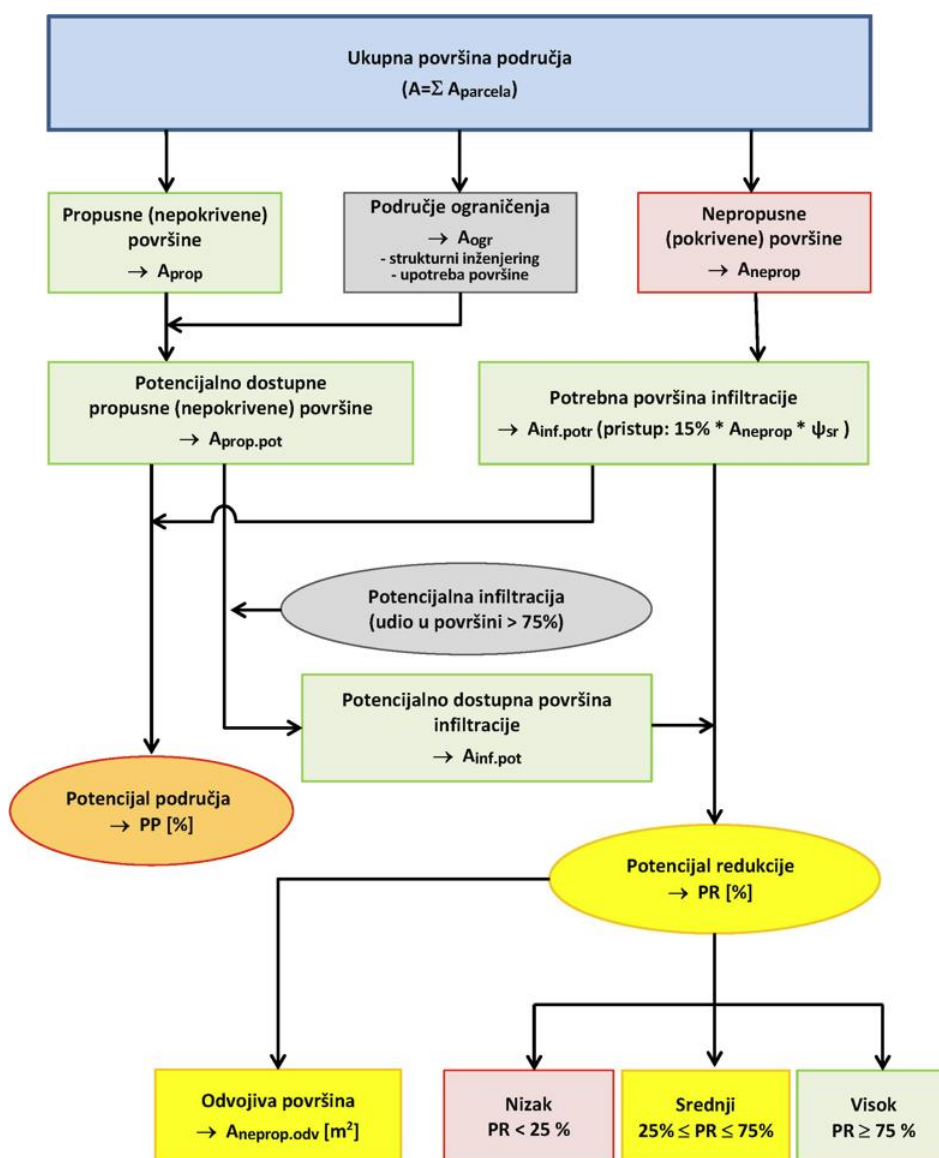 Ukupna površina područja
(A=Σ Aparcela)
Propusne (nepokrivene)
površine
→ Aprop
Područje ograničenja
→ Aogr
- strukturni inženjering
- upotreba površine
Nepropusne
(pokrivene) površine
→ Aneprop
Potencijalno dostupne
propusne (nepokrivene) površine
→ Aprop.pot
Potrebna površina infiltracije
→ Ainf.potr (pristup: 15% * Aneprop * ψsr )
Potencijalna infiltracija
(udio u površini > 75%)
Potencijalno dostupna površina
infiltracije
→ Ainf.pot
Potencijal područja
→ PP [%]
Potencijal redukcije
→ PR [%]
Odvojiva površina
→ Aneprop.odv [m²]
Nizak
PR < 25 %
Srednji
25% ≤ PR ≤ 75%
Visok
PR ≥ 75 %